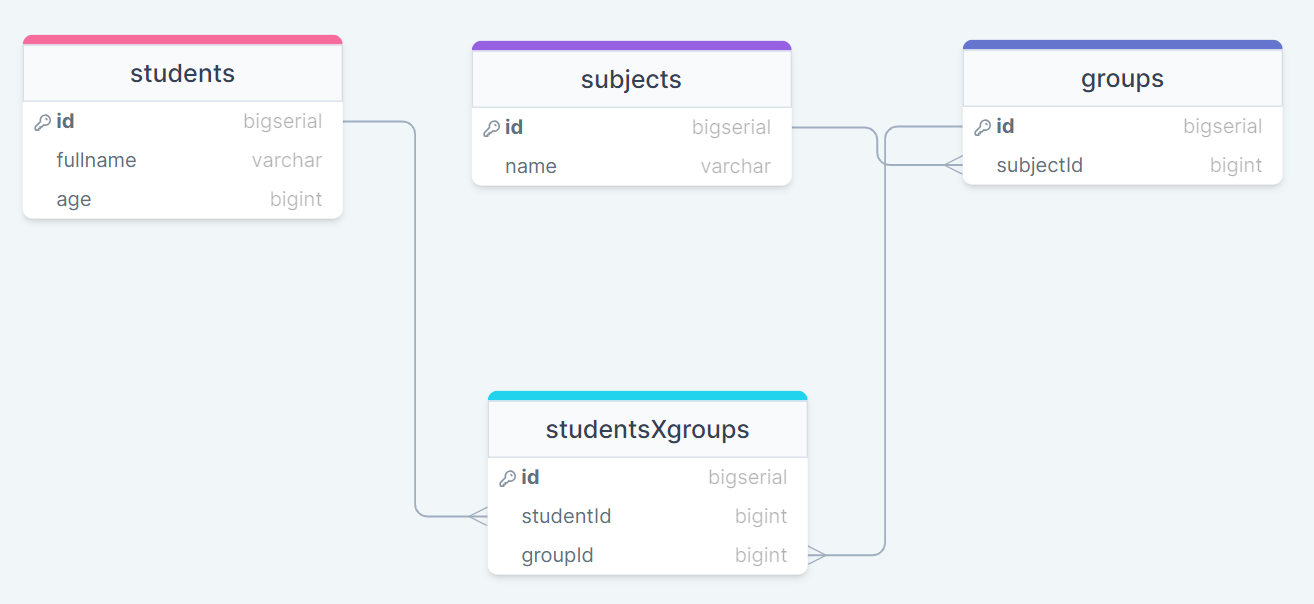 students
id bigserial
fullname varchar
age bigint
subjects
id bigserial
name varchar
groups
id bigserial
subjectId bigint
studentsXgroups
id bigserial
studentId bigint
groupId bigint